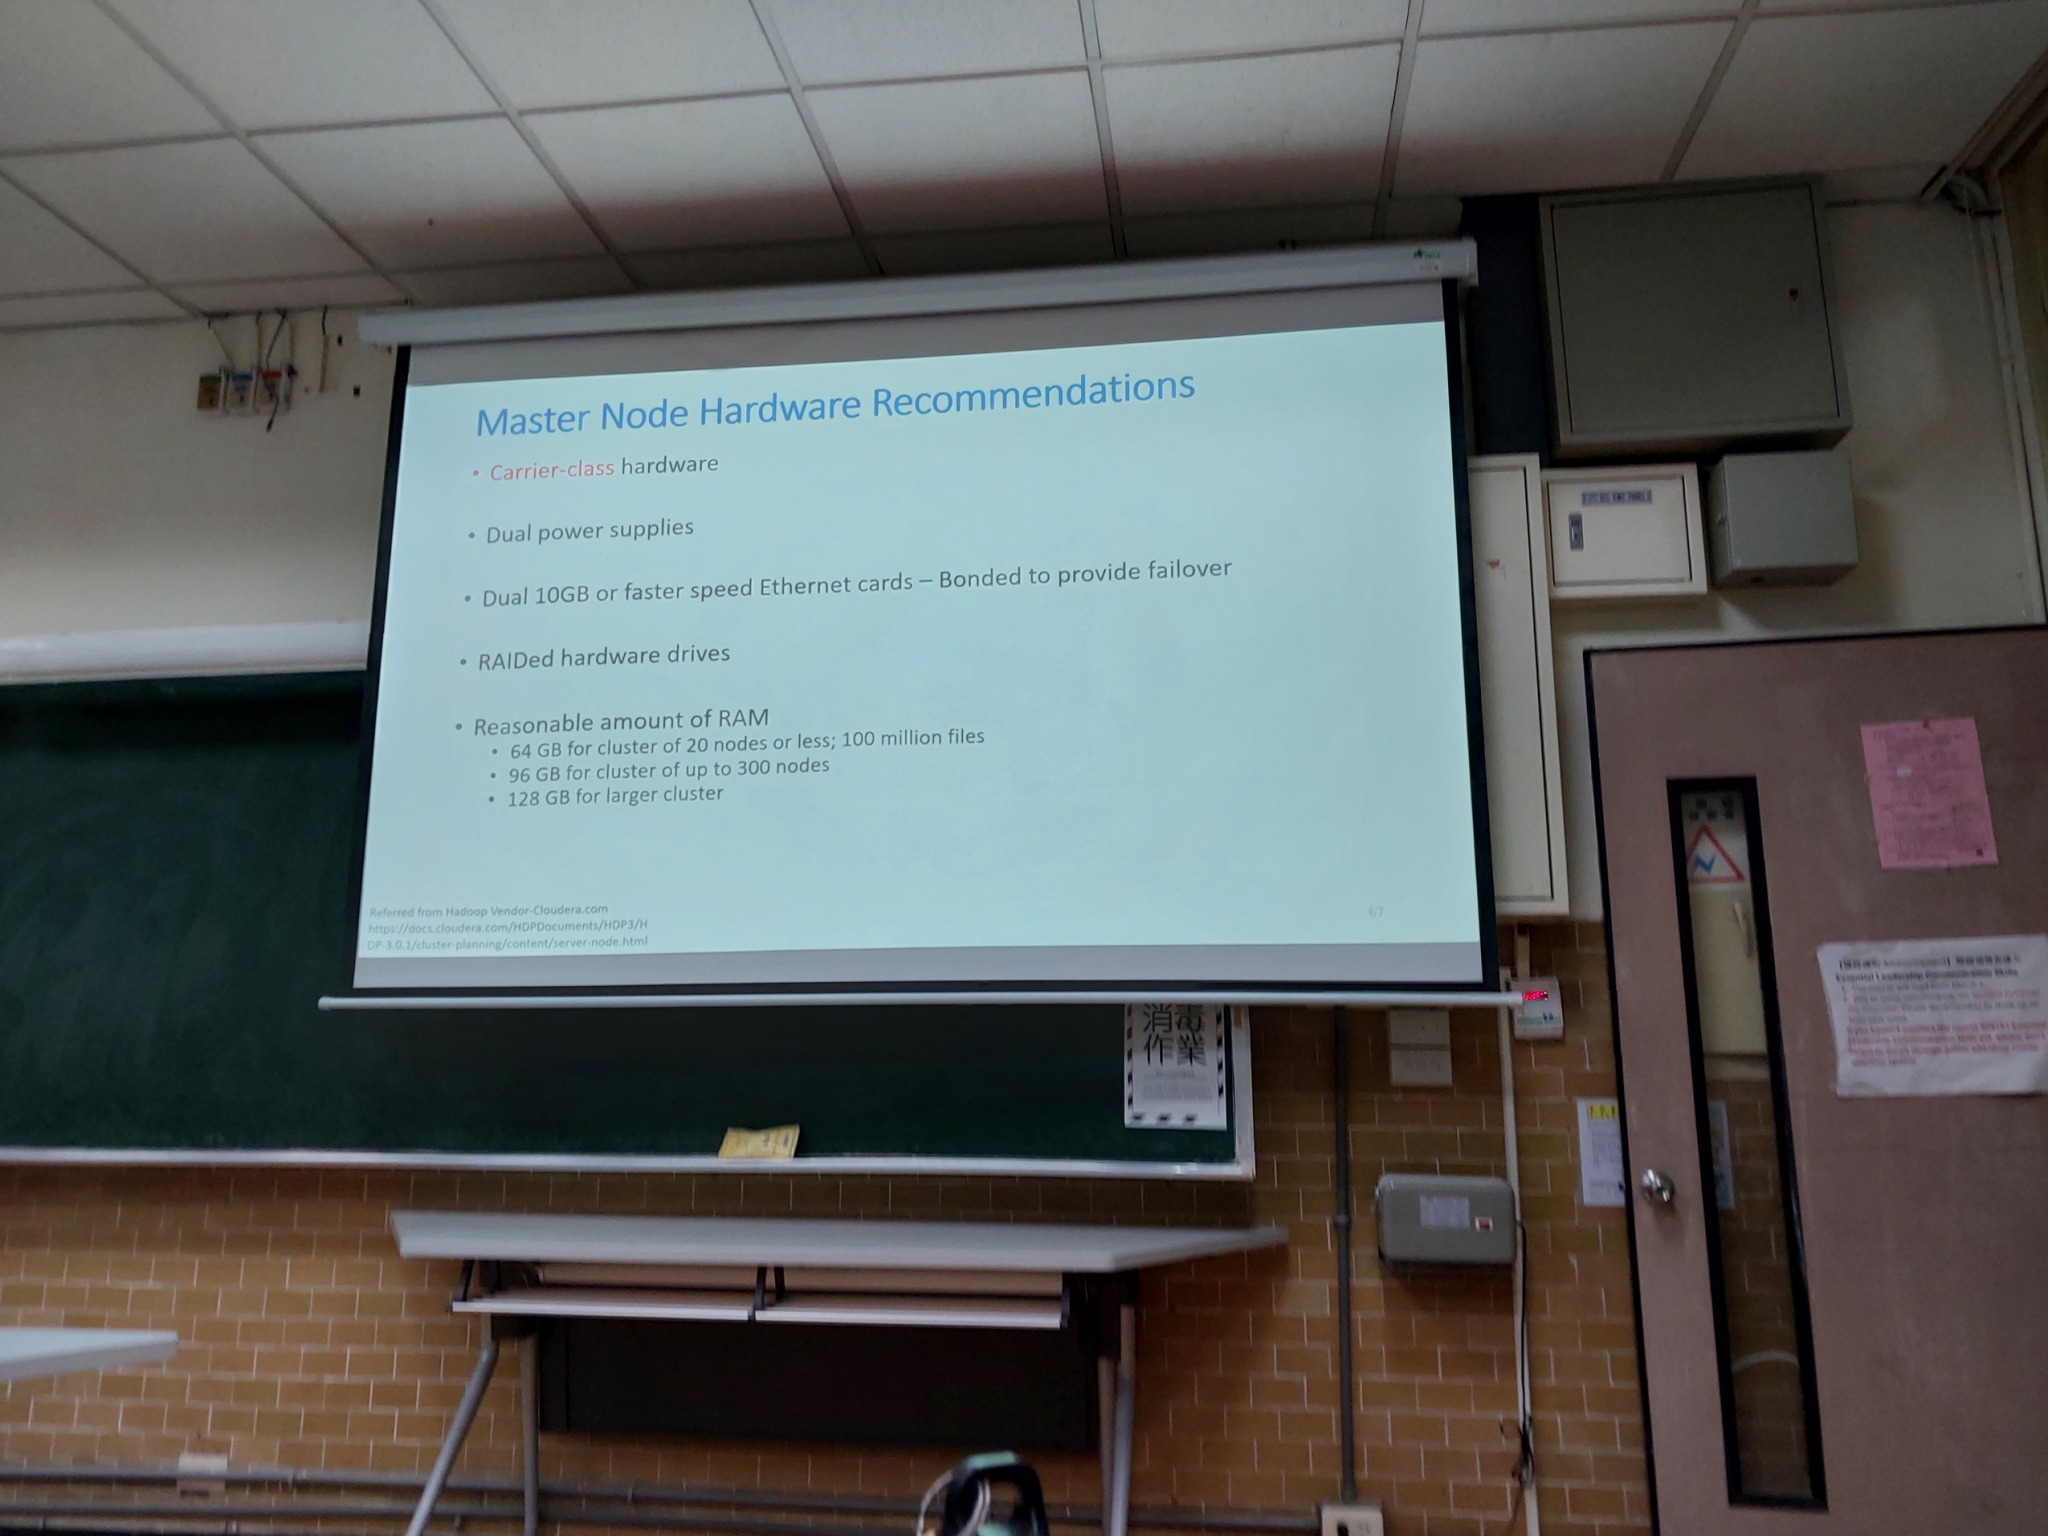 Master Node Hardware Recommendations
• Carrier-class hardware
• Dual power supplies
• Dual 10GB or faster speed Ethernet cards – Bonded to provide failover
• RAIDed hardware drives
• Reasonable amount of RAM
• 64 GB for cluster of 20 nodes or less; 100 million files
• 96 GB for cluster of up to 300 nodes
• 128 GB for larger cluster
Referred from Hadoop Vendor-Cloudera.com
https://docs.cloudera.com/HDPDocuments/HDP3/H
DP-3.0.1/cluster-planning/content/server-node.html
67
消毒
作業